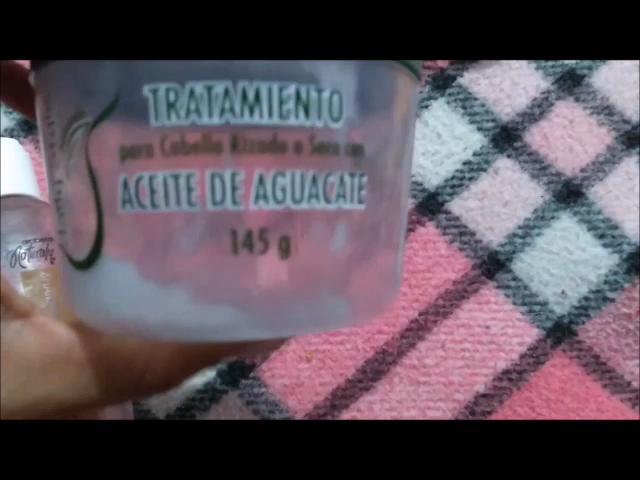 TRATAMIENTO
para Cabello Rizado o Seco con
ACEITE DE AGUACATE
145 g